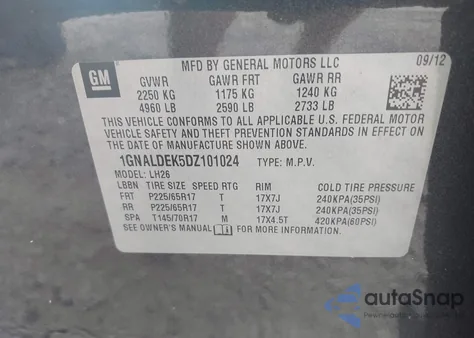 MFD BY GENERAL MOTORS LLC 09/12
GM
GVWR GAWR FRT GAWR RR
2250 KG 1175 KG 1240 KG
4960 LB 2590 LB 2733 LB
THIS VEHICLE CONFORMS TO ALL APPLICABLE U.S. FEDERAL MOTOR
VEHICLE SAFETY AND THEFT PREVENTION STANDARDS IN EFFECT ON THE
DATE OF MANUFACTURE SHOWN ABOVE.
1GNALDEK5DZ101024 TYPE: M.P.V.
MODEL: LH26
LBBN TIRE SIZE SPEED RTG RIM COLD TIRE PRESSURE
FRT P225/65R17 T 17X7J 240KPA(35PSI)
RR P225/65R17 T 17X7J 240KPA(35PSI)
SPA T145/70R17 M 17X4.5T 420KPA(60PSI)
SEE OWNER'S MANUAL FOR MORE INFORMATION.
autoSnap